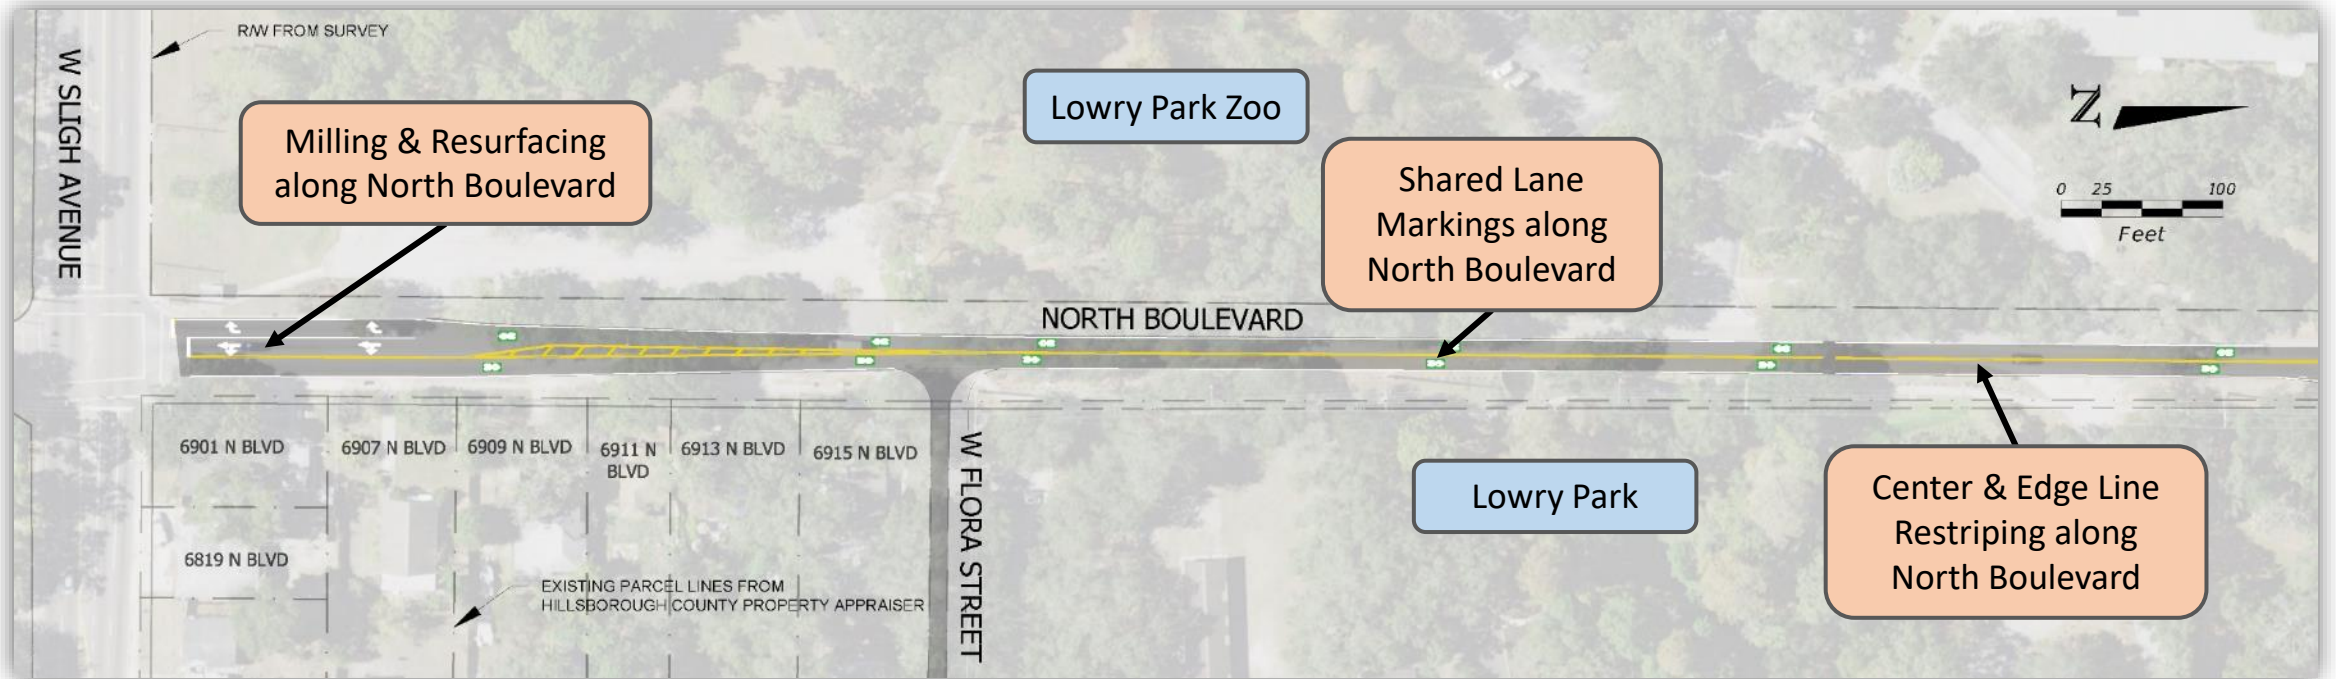 R/W FROM SURVEY
W SLIGH AVENUE
Milling & Resurfacing
along North Boulevard
Lowry Park Zoo
Shared Lane
Markings along
North Boulevard
N
0 25 100
Feet
NORTH BOULEVARD
6901 N BLVD
6907 N BLVD
6909 N BLVD
6911 N
BLVD
6913 N BLVD
6915 N BLVD
W FLORA STREET
Lowry Park
Center & Edge Line
Restriping along
North Boulevard
6819 N BLVD
EXISTING PARCEL LINES FROM
HILLSBOROUGH COUNTY PROPERTY APPRAISER